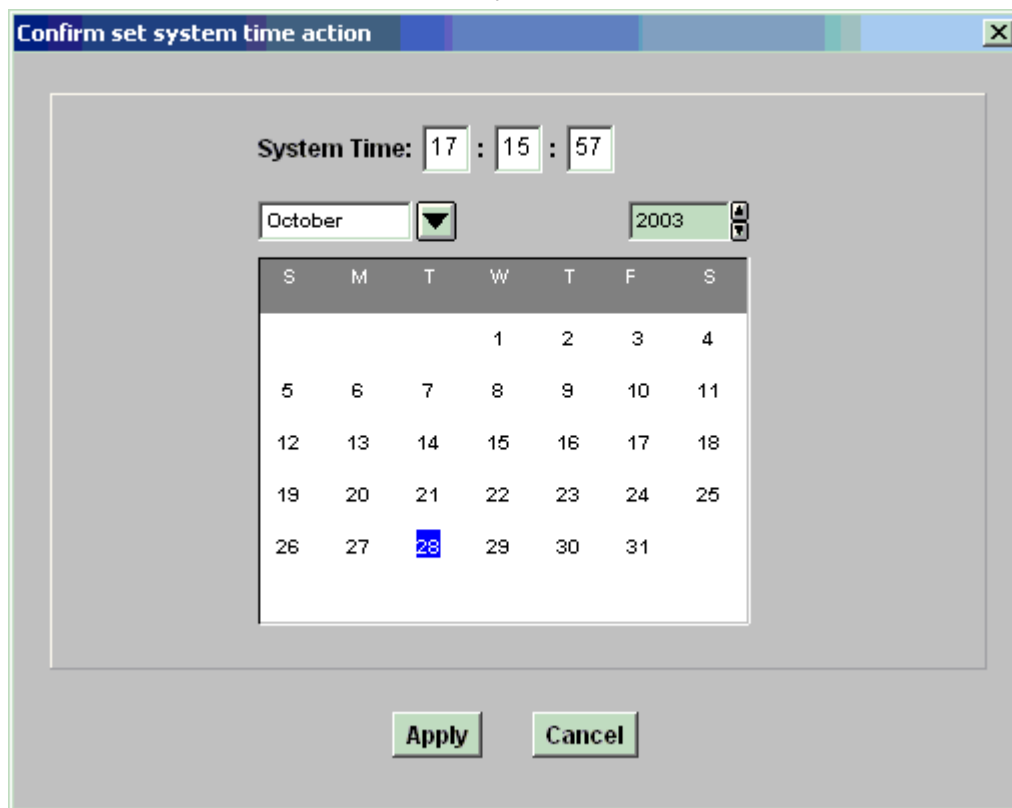 Confirm set system time action
System Time: 17 : 15 : 57
October 2003
S M T W T F S
1 2 3 4
5 6 7 8 9 10 11
12 13 14 15 16 17 18
19 20 21 22 23 24 25
26 27 28 29 30 31
Apply Cancel